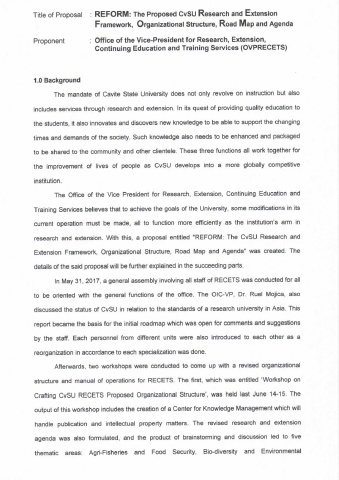 Title of Proposal : REFORM: The Proposed CvSU Research and Extension
Framework, Organizational Structure, Road Map and Agenda
Proponent : Office of the Vice-President for Research, Extension,
Continuing Education and Training Services (OVPRECETS)
1.0 Background
The mandate of Cavite State University does not only revolve on instruction but also
includes services through research and extension. In its quest of providing quality education to
the students, it also innovates and discovers new knowledge to be able to support the changing
times and demands of the society. Such knowledge also needs to be enhanced and packaged
to be shared to the community and other clientele. These three functions all work together for
the improvement of lives of people as CvSU develops into a more globally competitive
institution.
The Office of the Vice President for Research, Extension, Continuing Education and
Training Services believes that to achieve the goals of the University, some modifications in its
current operation must be made, all to function more efficiently as the institution's arm in
research and extension. With this, a proposal entitled "REFORM: The CvSU Research and
Extension Framework, Organizational Structure, Road Map and Agenda" was created. The
details of the said proposal will be further explained in the succeeding parts.
In May 31, 2017, a general assembly involving all staff of RECETS was conducted for all
to be oriented with the general functions of the office. The OIC-VP, Dr. Ruel Mojica, also
discussed the status of CvSU in relation to the standards of a research university in Asia. This
report became the basis for the initial roadmap which was open for comments and suggestions
by the staff. Each personnel from different units were also introduced to each other as a
reorganization in accordance to each specialization was done.
Afterwards, two workshops were conducted to come up with a revised organizational
structure and manual of operations for RECETS. The first, which was entitled 'Workshop on
Crafting CvSU RECETS Proposed Organizational Structure', was held last June 14-15. The
output of this workshop includes the creation of a Center for Knowledge Management which will
handle publication and intellectual property matters. The revised research and extension
agenda was also formulated, and the product of brainstorming and discussion led to five
thematic areas: Agri-Fisheries and Food Security, Bio-diversity and Environmental